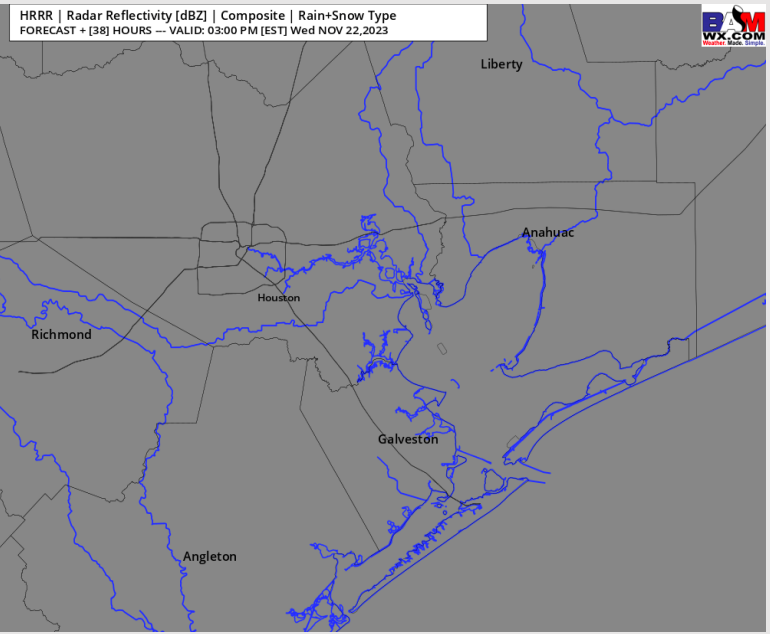 HRRR | Radar Reflectivity [dBZ] | Composite | Rain+Snow Type
FORECAST + [38] HOURS --- VALID: 03:00 PM [EST] Wed NOV 22,2023
BAM
WX.COM
Weather. Made. Simple.
Liberty
Anahuac
Houston
Richmond
Galveston
Angleton